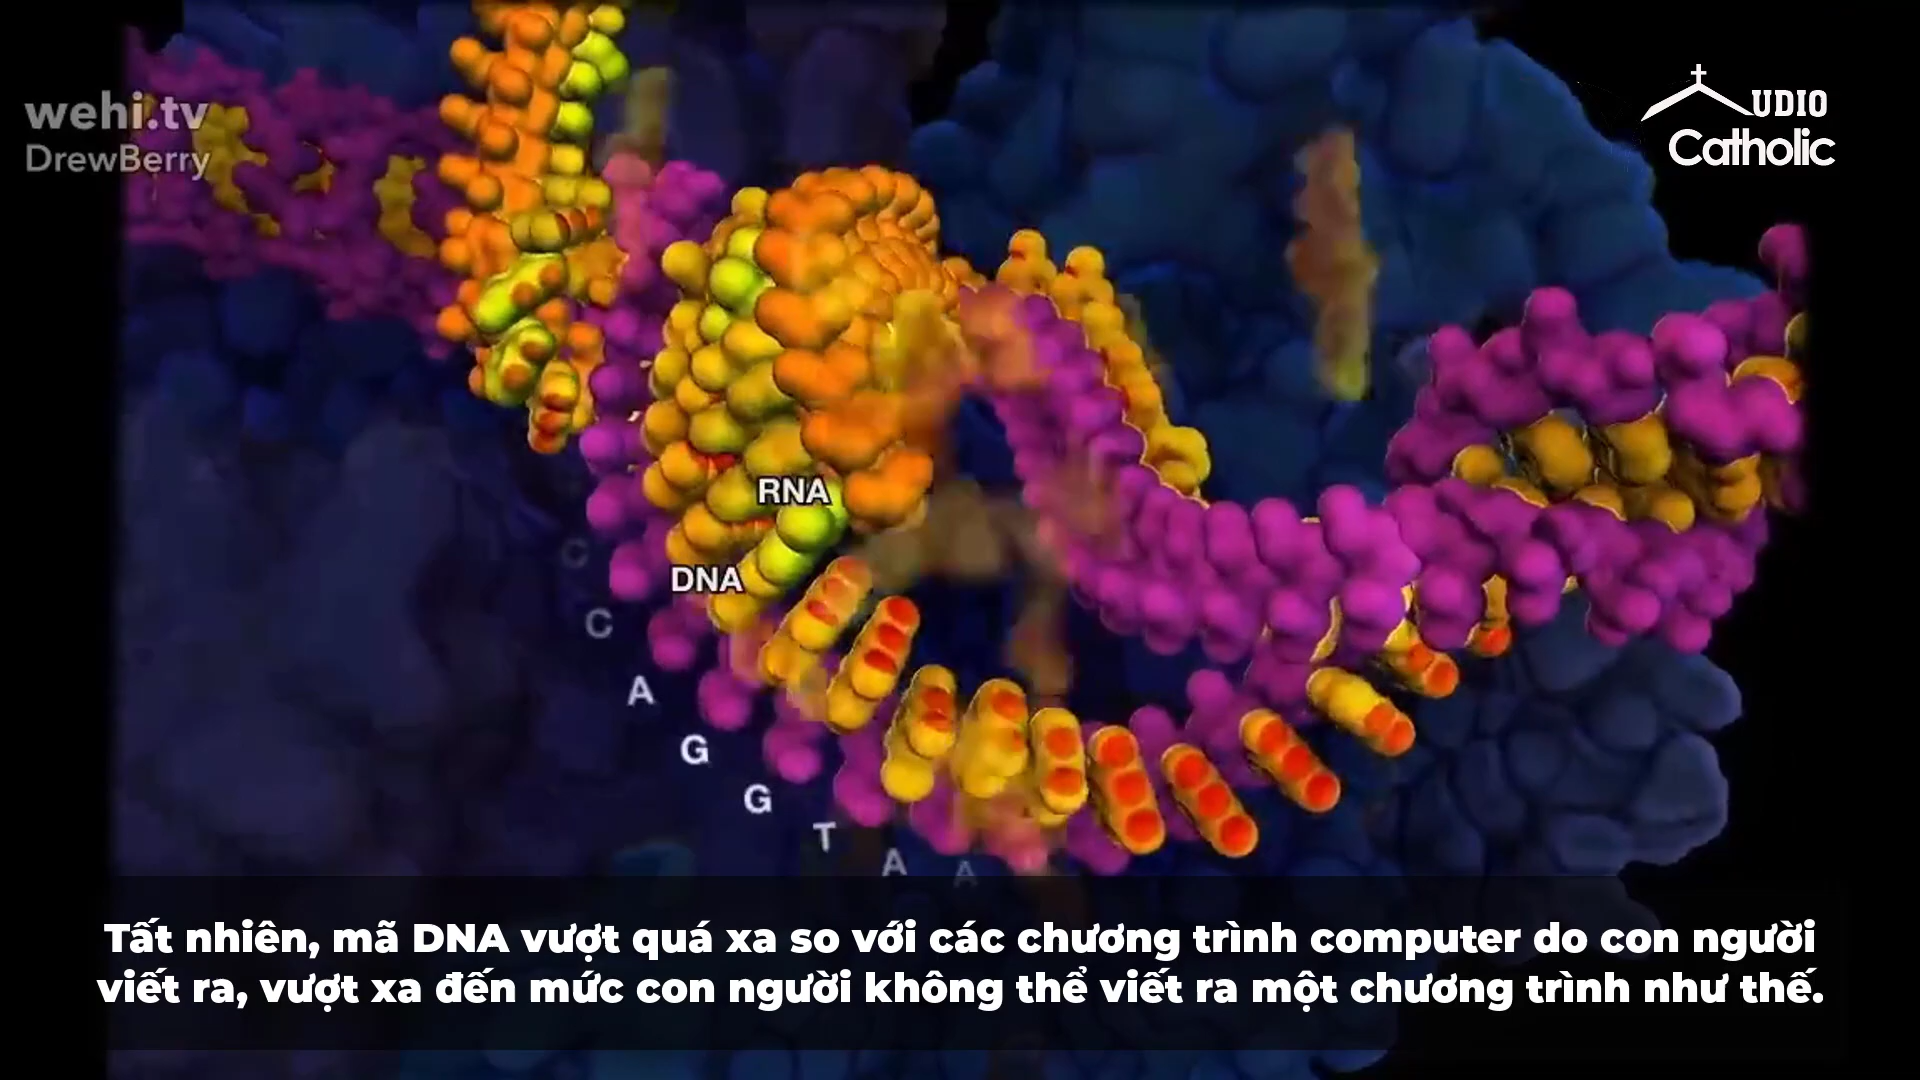 wehi.tv
DrewBerry
UDIO
Catholic
RNA
DNA
C
C
A
G
G
T
A
A
Tất nhiên, mã DNA vượt quá xa so với các chương trình computer do con người
viết ra, vượt xa đến mức con người không thể viết ra một chương trình như thế.